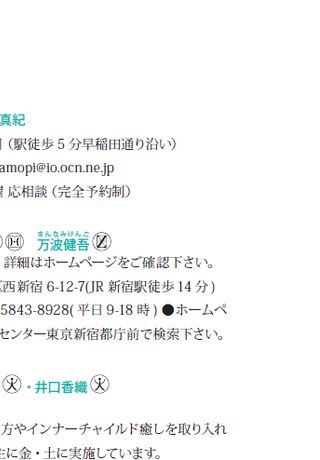 真紀
（駅徒歩 5 分早稲田通り沿い）
amopi@io.ocn.ne.jp
応相談（完全予約制）
まんなみけんご
万波健吾
詳細はホームページをご確認下さい。
区西新宿 6-12-7(JR 新宿駅徒歩 14 分 )
5843-8928( 平日 9-18 時 ) ●ホームペ
センター東京新宿都庁前で検索下さい。
・井口香織
方やインナーチャイルド癒しを取り入れ
主に金・土に実施しています。